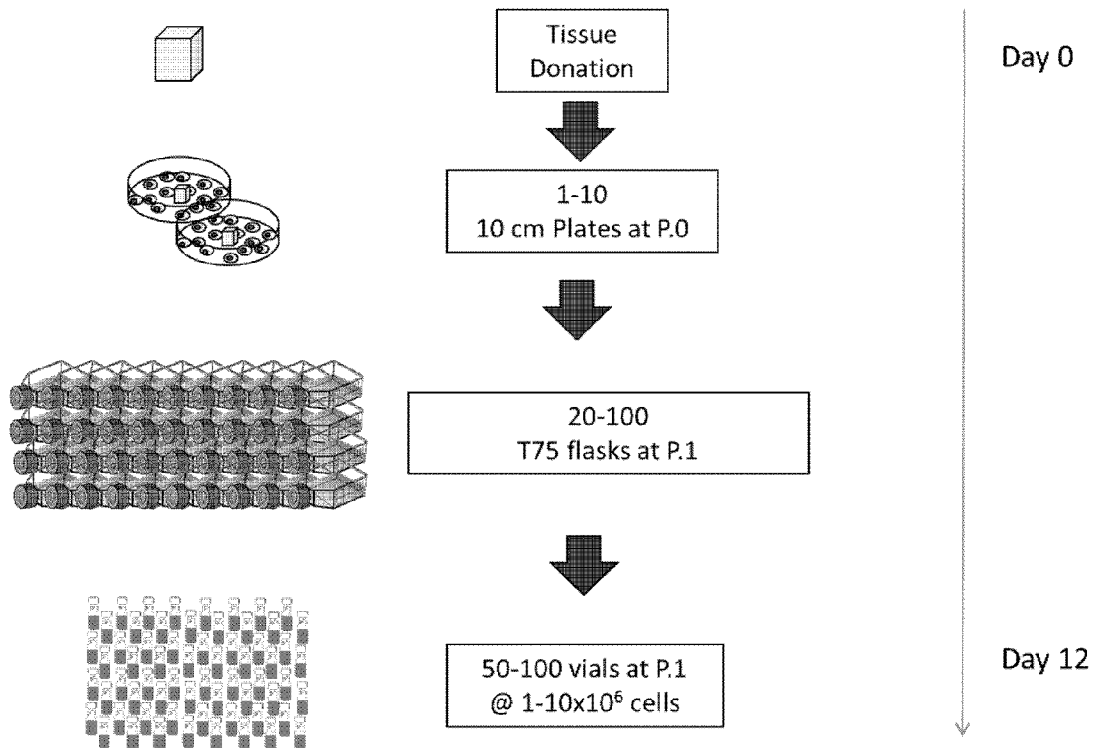 Tissue
Donation
Day 0
1-10
10 cm Plates at P.0
20-100
T75 flasks at P.1
50-100 vials at P.1
@ 1-10x10⁶ cells
Day 12